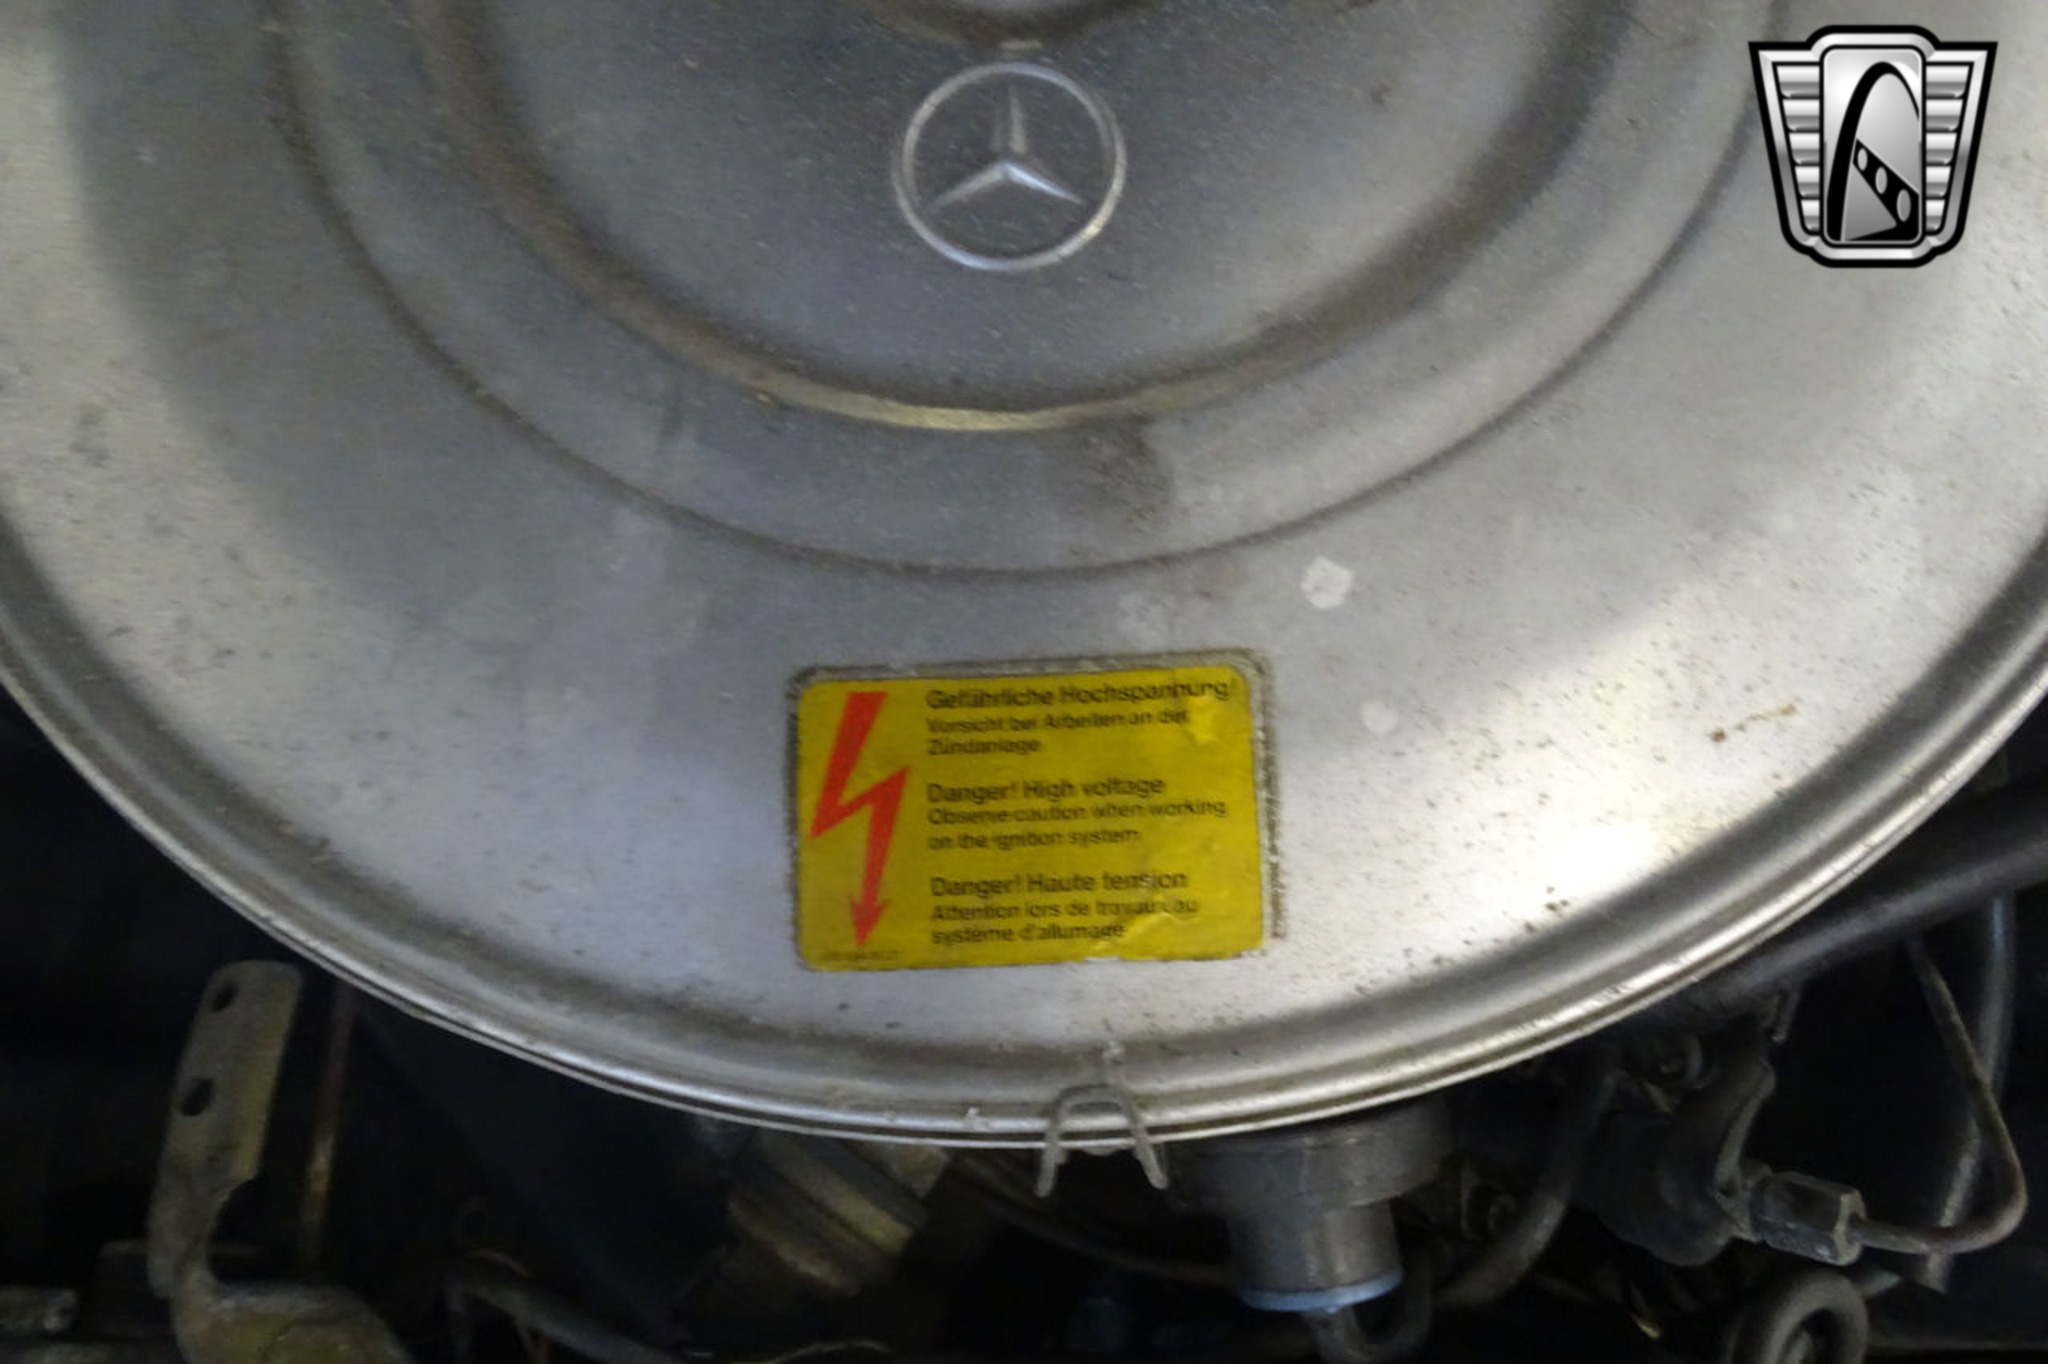 Gefährliche Hochspannung!
Vorsicht bei Arbeiten an der
Zündanlage
Danger! High voltage
Observe caution when working
on the ignition system
Danger! Haute tension
Attention lors de travaux au
système d'allumage